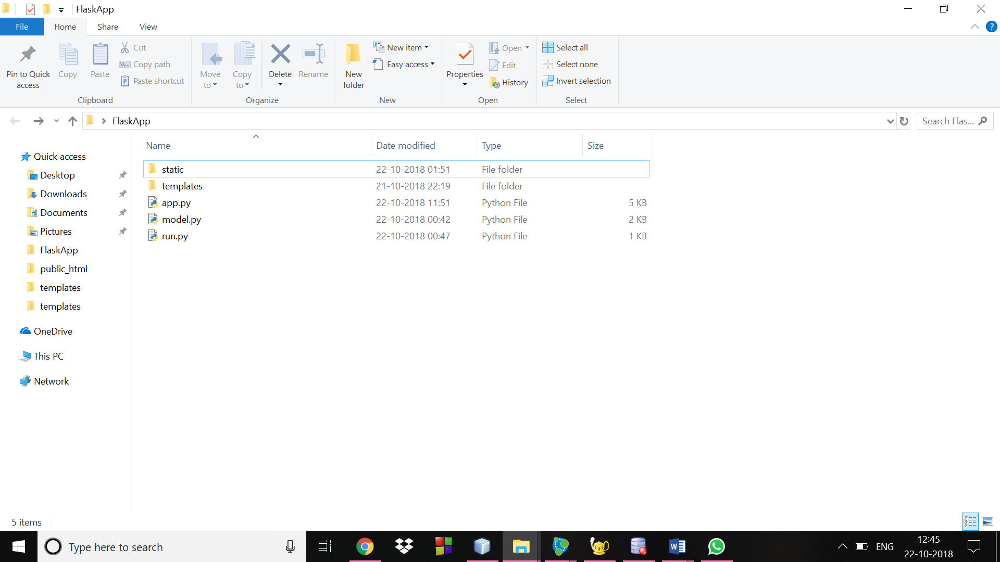 FlaskApp
File Home Share View
Pin to Quick access
Copy
Paste
Cut
Copy path
Paste shortcut
Clipboard
Move to
Copy to
Delete
Rename
Organize
New folder
New item
Easy access
New
Properties
Open
Edit
History
Open
Select all
Select none
Invert selection
Select
FlaskApp
Search Flas...
Quick access
Desktop
Downloads
Documents
Pictures
FlaskApp
public_html
templates
templates
OneDrive
This PC
Network
Name Date modified Type Size
static 22-10-2018 01:51 File folder
templates 21-10-2018 22:19 File folder
app.py 22-10-2018 11:51 Python File 5 KB
model.py 22-10-2018 00:42 Python File 2 KB
run.py 22-10-2018 00:47 Python File 1 KB
5 items
Type here to search
ENG
12:45
22-10-2018